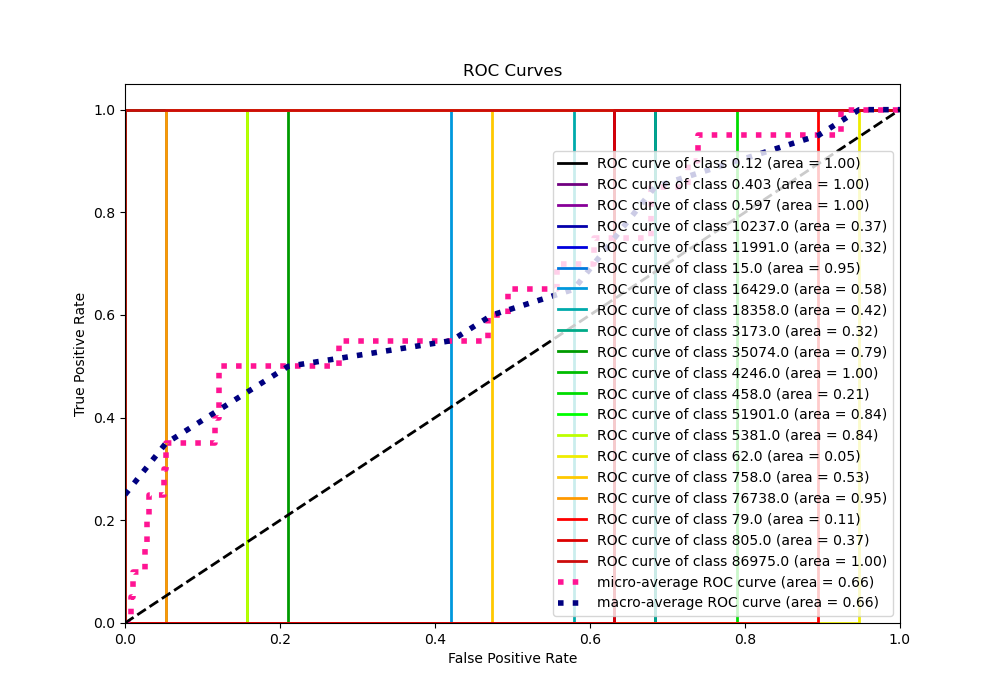 ROC Curves
True Positive Rate
1.0
0.8
0.6
0.4
0.2
0.0
ROC curve of class 0.12 (area = 1.00)
ROC curve of class 0.403 (area = 1.00)
ROC curve of class 0.597 (area = 1.00)
ROC curve of class 10237.0 (area = 0.37)
ROC curve of class 11991.0 (area = 0.32)
ROC curve of class 15.0 (area = 0.95)
ROC curve of class 16429.0 (area = 0.58)
ROC curve of class 18358.0 (area = 0.42)
ROC curve of class 3173.0 (area = 0.32)
ROC curve of class 35074.0 (area = 0.79)
ROC curve of class 4246.0 (area = 1.00)
ROC curve of class 458.0 (area = 0.21)
ROC curve of class 51901.0 (area = 0.84)
ROC curve of class 5381.0 (area = 0.84)
ROC curve of class 62.0 (area = 0.05)
ROC curve of class 758.0 (area = 0.53)
ROC curve of class 76738.0 (area = 0.95)
ROC curve of class 79.0 (area = 0.11)
ROC curve of class 805.0 (area = 0.37)
ROC curve of class 86975.0 (area = 1.00)
micro-average ROC curve (area = 0.66)
macro-average ROC curve (area = 0.66)
0.0 0.2 0.4 0.6 0.8 1.0
False Positive Rate